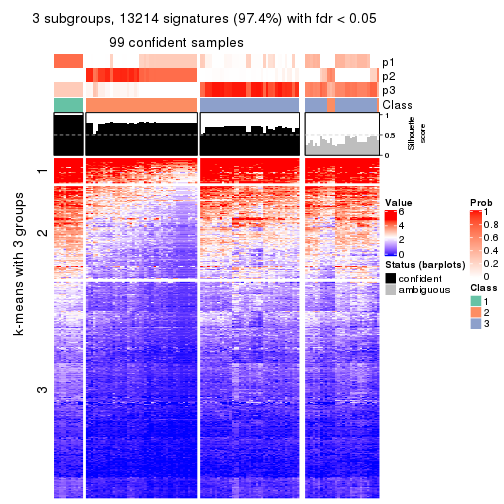 3 subgroups, 13214 signatures (97.4%) with fdr < 0.05
99 confident samples
p1
p2
p3
Class
1
0.5
0
Silhouette
score
k-means with 3 groups
1
2
3
Value
6
4
2
0
Status (barplots)
confident
ambiguous
Prob
1
0.8
0.6
0.4
0.2
0
Class
1
2
3